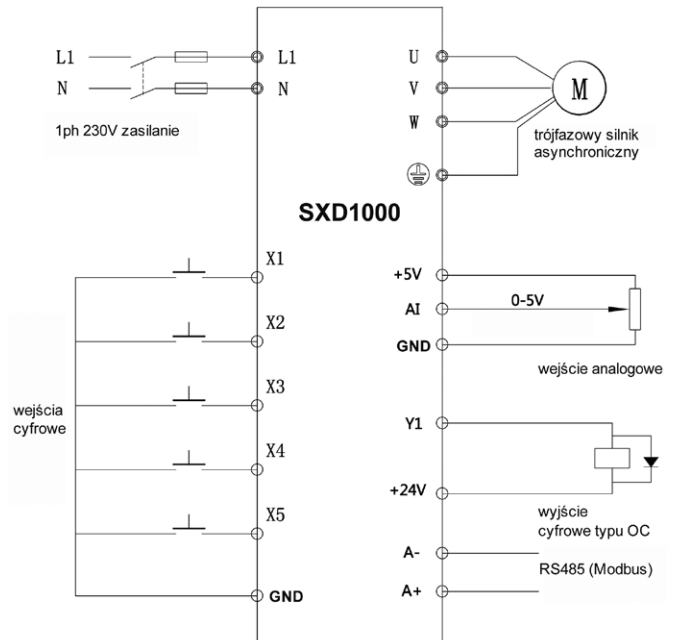 L1
L1
N
N
1ph 230V zasilanie
U
V
W
M
trójfazowy silnik
asynchroniczny
SXD1000
X1
X2
X3
X4
X5
GND
wejścia
cyfrowe
+5V
AI
0-5V
GND
wejście analogowe
Y1
+24V
wyjście
cyfrowe typu OC
A-
A+
RS485 (Modbus)